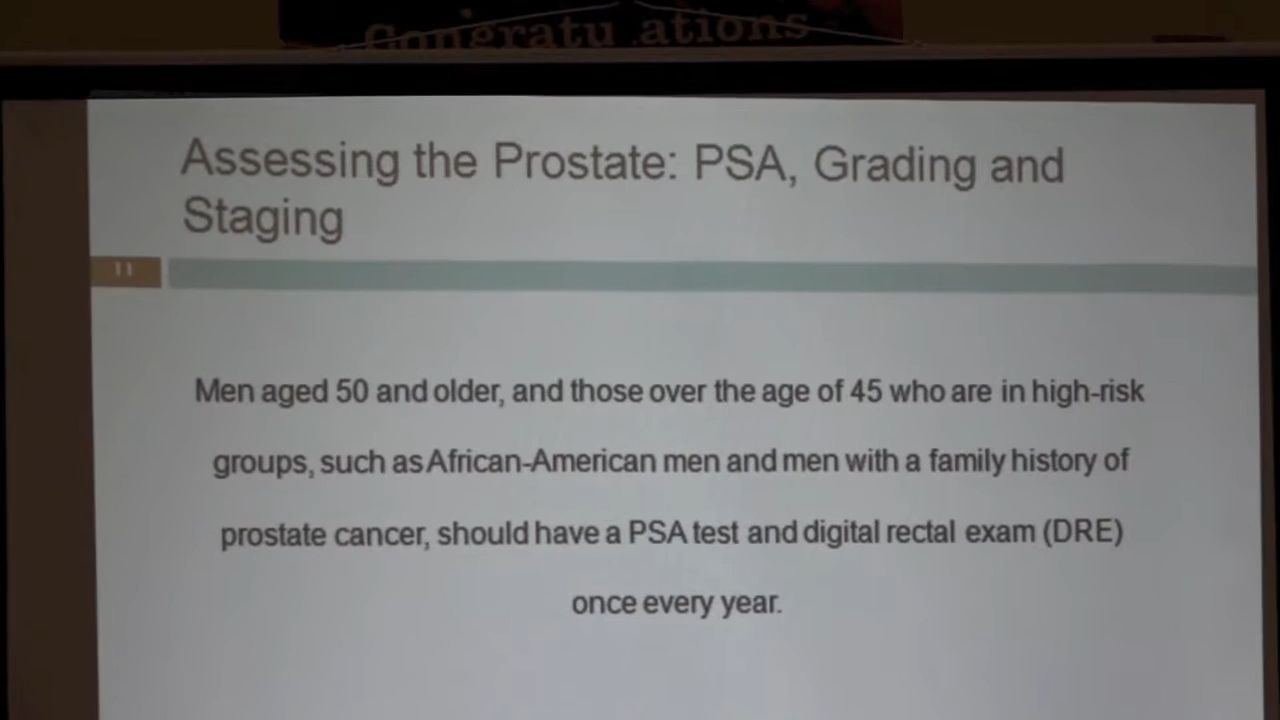 Congratu ations
Assessing the Prostate: PSA, Grading and
Staging
11
Men aged 50 and older, and those over the age of 45 who are in high-risk
groups, such as African-American men and men with a family history of
prostate cancer, should have a PSA test and digital rectal exam (DRE)
once every year.